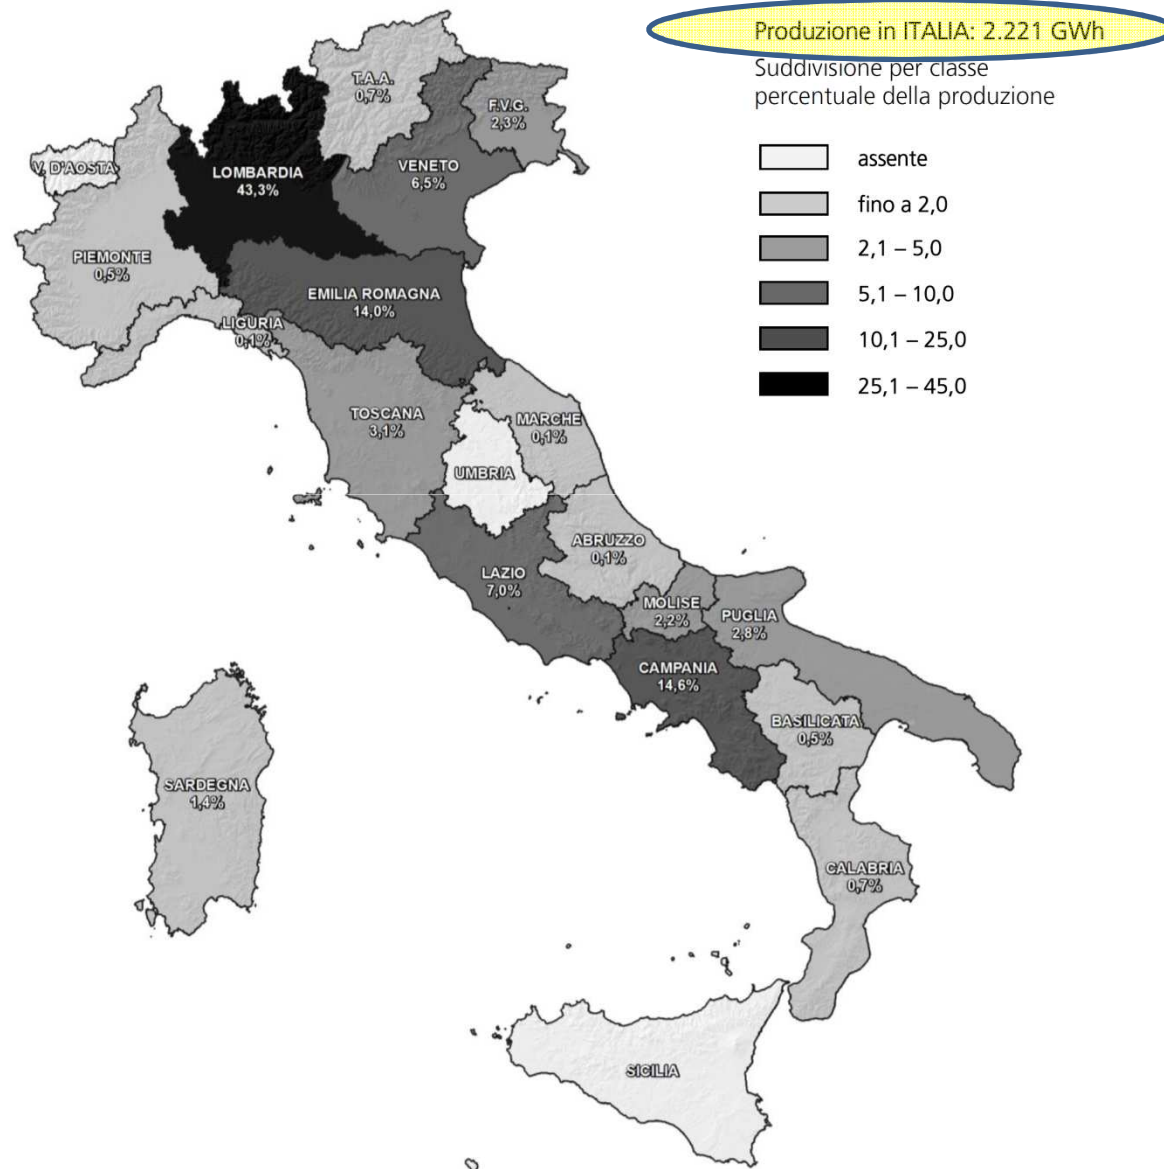 Produzione in ITALIA: 2.221 GWh
Suddivisione per classe
percentuale della produzione
assente
fino a 2,0
2,1 – 5,0
5,1 – 10,0
10,1 – 25,0
25,1 – 45,0
T.A.A.
0,7%
F.V.G.
2,3%
V. D'AOSTA
LOMBARDIA
43,3%
VENETO
6,5%
PIEMONTE
0,5%
EMILIA ROMAGNA
14,0%
LIGURIA
0,1%
TOSCANA
3,1%
MARCHE
0,1%
UMBRIA
ABRUZZO
0,1%
LAZIO
7,0%
MOLISE
2,2%
PUGLIA
2,8%
CAMPANIA
14,6%
BASILICATA
0,5%
SARDEGNA
1,4%
CALABRIA
0,7%
SICILIA